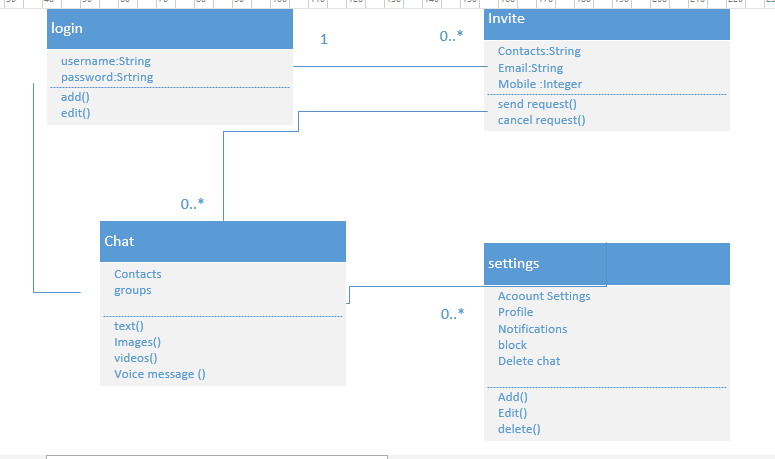 login
username:String
password:Srtring
add()
edit()
1
0..*
Invite
Contacts:String
Email:String
Mobile :Integer
send request()
cancel request()
0..*
Chat
Contacts
groups
text()
Images()
videos()
Voice message ()
0..*
settings
Acoount Settings
Profile
Notifications
block
Delete chat
Add()
Edit()
delete()